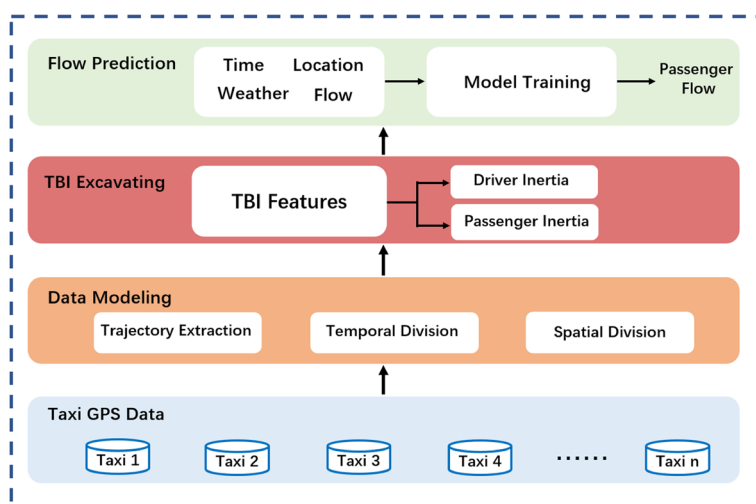 Flow Prediction
Time Location
Weather Flow
Model Training
Passenger
Flow
TBI Excavating
TBI Features
Driver Inertia
Passenger Inertia
Data Modeling
Trajectory Extraction
Temporal Division
Spatial Division
Taxi GPS Data
Taxi 1
Taxi 2
Taxi 3
Taxi 4
......
Taxi n